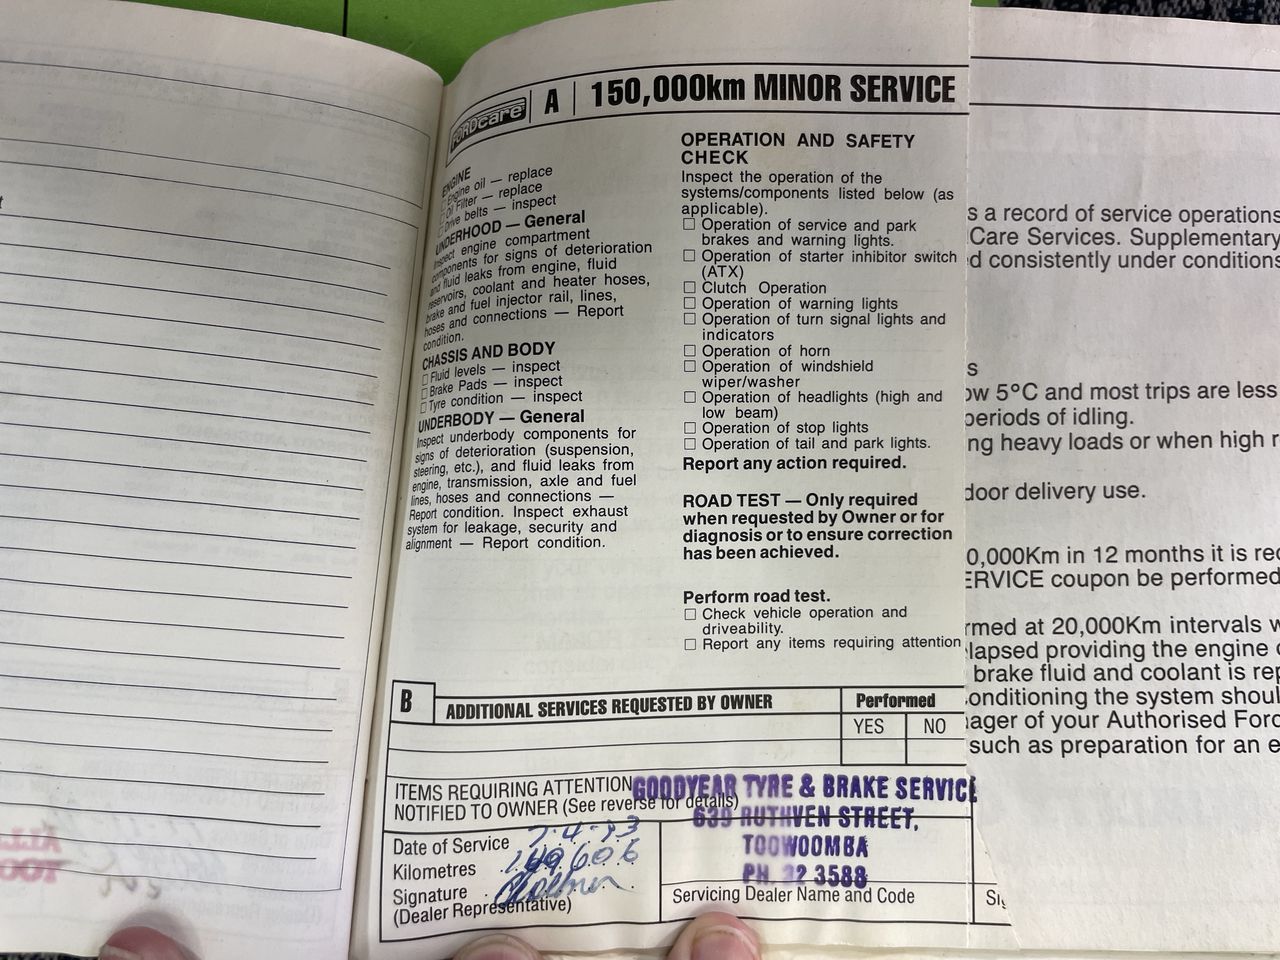 FORDcare A 150,000km MINOR SERVICE
ENGINE
Engine oil — replace
Oil Filter — replace
Drive belts — inspect
UNDERHOOD — General
Inspect engine compartment
components for signs of deterioration
and fluid leaks from engine, fluid
reservoirs, coolant and heater hoses,
brake and fuel injector rail, lines,
hoses and connections — Report
condition.
CHASSIS AND BODY
☐ Fluid levels — inspect
☐ Brake Pads — inspect
☐ Tyre condition — inspect
UNDERBODY — General
Inspect underbody components for
signs of deterioration (suspension,
steering, etc.), and fluid leaks from
engine, transmission, axle and fuel
lines, hoses and connections —
Report condition. Inspect exhaust
system for leakage, security and
alignment — Report condition.
OPERATION AND SAFETY
CHECK
Inspect the operation of the
systems/components listed below (as
applicable).
☐ Operation of service and park
brakes and warning lights.
☐ Operation of starter inhibitor switch
(ATX)
☐ Clutch Operation
☐ Operation of warning lights
☐ Operation of turn signal lights and
indicators
☐ Operation of horn
☐ Operation of windshield
wiper/washer
☐ Operation of headlights (high and
low beam)
☐ Operation of stop lights
☐ Operation of tail and park lights.
Report any action required.
ROAD TEST — Only required
when requested by Owner or for
diagnosis or to ensure correction
has been achieved.
Perform road test.
☐ Check vehicle operation and
driveability.
☐ Report any items requiring attention
B ADDITIONAL SERVICES REQUESTED BY OWNER Performed
YES NO
ITEMS REQUIRING ATTENTION
NOTIFIED TO OWNER (See reverse for details)
GOODYEAR TYRE & BRAKE SERVICE
639 RUTHVEN STREET,
TOOWOOMBA
PH. 32 3588
Date of Service 7-4-93
Kilometres 149606
Signature
(Dealer Representative)
Servicing Dealer Name and Code
s a record of service operations
Care Services. Supplementary
d consistently under conditions
s
ow 5°C and most trips are less
periods of idling.
ng heavy loads or when high
door delivery use.
0,000Km in 12 months it is
ERVICE coupon be performed
rmed at 20,000Km intervals
lapsed providing the engine
brake fluid and coolant is
onditioning the system
ager of your Authorised
such as preparation for an